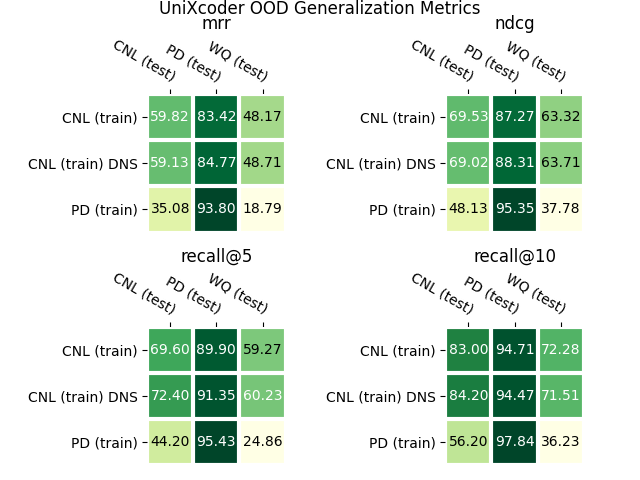 UniXcoder OOD Generalization Metrics
mrr
CNL (test) PD (test) WQ (test)
CNL (train) 59.82 83.42 48.17
CNL (train) DNS 59.13 84.77 48.71
PD (train) 35.08 93.80 18.79
ndcg
CNL (test) PD (test) WQ (test)
CNL (train) 69.53 87.27 63.32
CNL (train) DNS 69.02 88.31 63.71
PD (train) 48.13 95.35 37.78
recall@5
CNL (test) PD (test) WQ (test)
CNL (train) 69.60 89.90 59.27
CNL (train) DNS 72.40 91.35 60.23
PD (train) 44.20 95.43 24.86
recall@10
CNL (test) PD (test) WQ (test)
CNL (train) 83.00 94.71 72.28
CNL (train) DNS 84.20 94.47 71.51
PD (train) 56.20 97.84 36.23